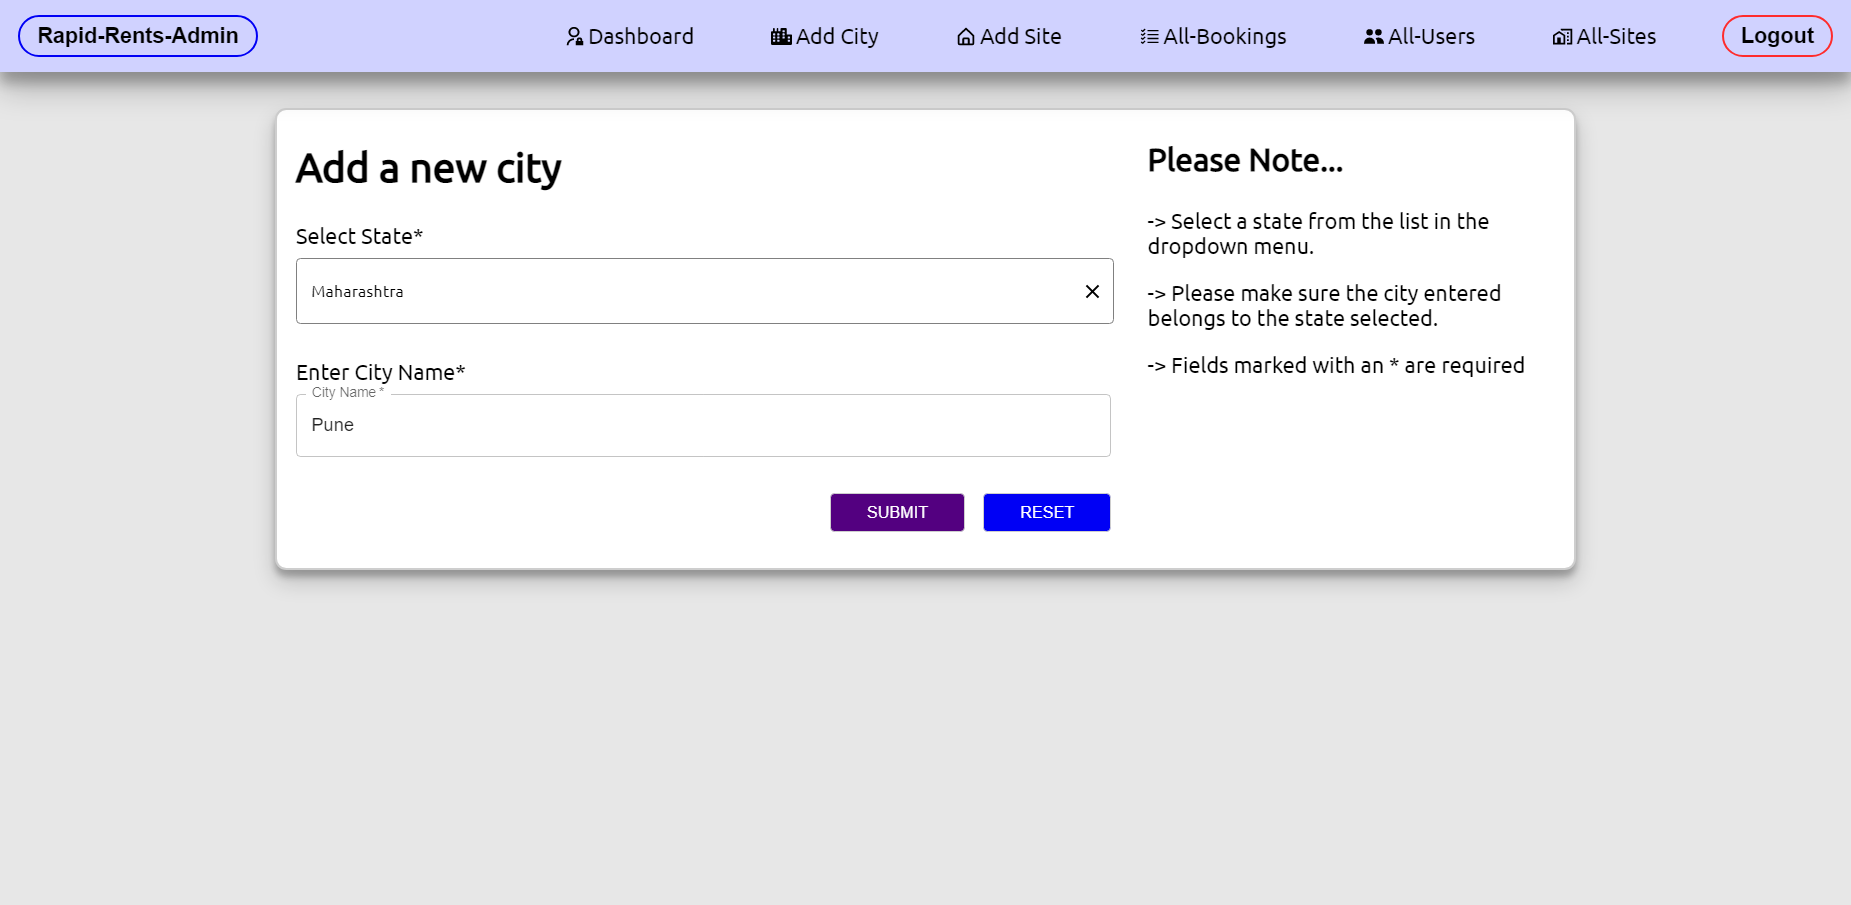 Rapid-Rents-Admin Dashboard Add City Add Site All-Bookings All-Users All-Sites Logout
Add a new city
Select State*
Maharashtra
Enter City Name*
City Name *
Pune
SUBMIT RESET
Please Note...
-> Select a state from the list in the
dropdown menu.
-> Please make sure the city entered
belongs to the state selected.
-> Fields marked with an * are required